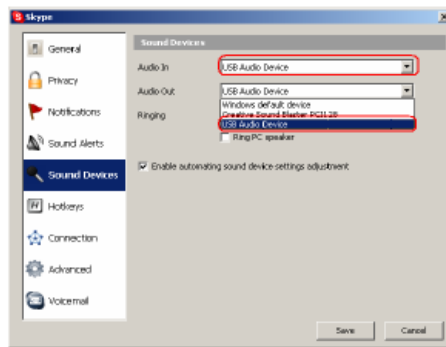 Skype
General
Privacy
Notifications
Sound Alerts
Sound Devices
Hotkeys
Connection
Advanced
Voicemail
Sound Devices
Audio In
USB Audio Device
Audio Out
USB Audio Device
Windows default device
Creative Sound Blaster PCI128
USB Audio Device
Ringing
Ring PC speaker
Enable automating sound device settings adjustment
Save
Cancel